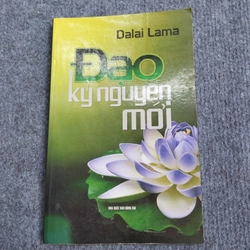 Dalai Lama
Đạo
kỷ nguyên
mới